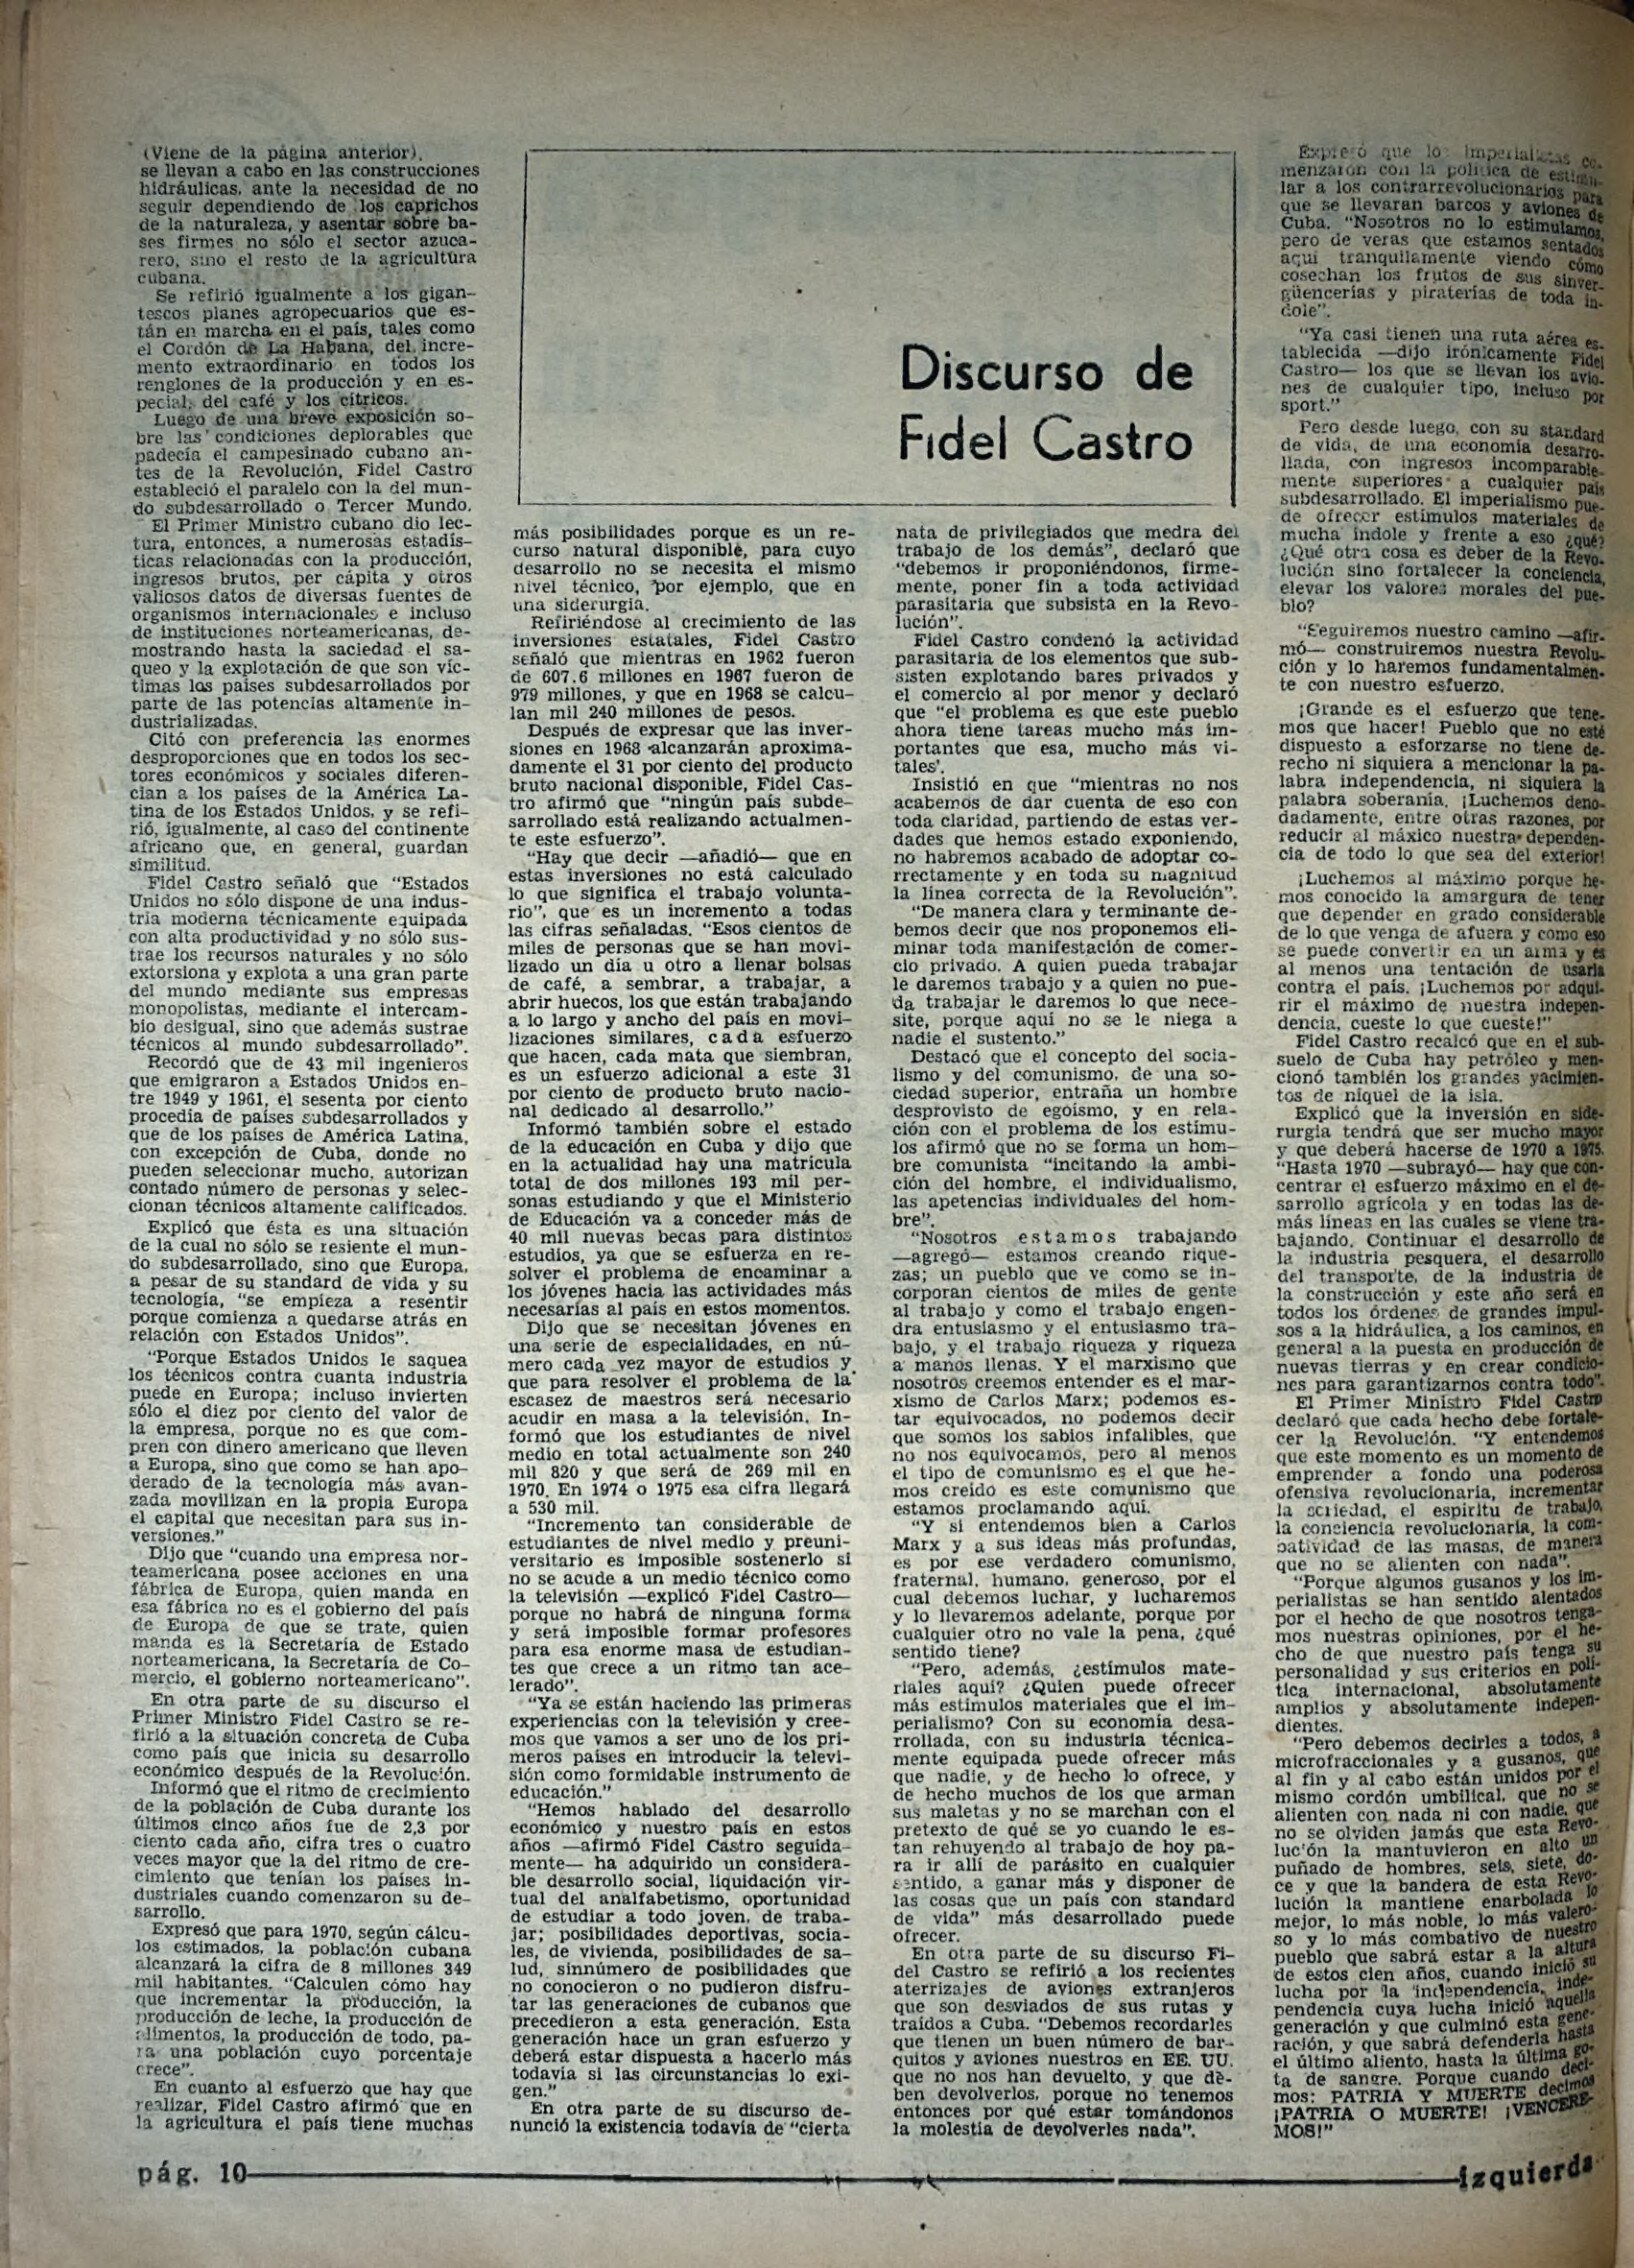 (Viene de la página anterior).
se llevan a cabo en las construcciones
hidráulicas, ante la necesidad de no
seguir dependiendo de los caprichos
de la naturaleza, y asentar sobre ba-
ses firmes no sólo el sector azuca-
rero, sino el resto de la agricultura
cubana.
Se refirió igualmente a los gigan-
tescos planes agropecuarios que es-
tán en marcha en el país, tales como
el Cordón de La Habana, del incre-
mento extraordinario en todos los
renglones de la producción y en es-
pecial, del café y los cítricos.
Luego de una breve exposición so-
bre las condiciones deplorables que
padecía el campesinado cubano an-
tes de la Revolución, Fidel Castro
estableció el paralelo con la del mun-
do subdesarrollado o Tercer Mundo.
El Primer Ministro cubano dio lec-
tura, entonces, a numerosas estadís-
ticas relacionadas con la producción,
ingresos brutos, per cápita y otros
valiosos datos de diversas fuentes de
organismos internacionales e incluso
de instituciones norteamericanas, de-
mostrando hasta la saciedad el sa-
queo y la explotación de que son víc-
timas los países subdesarrollados por
parte de las potencias altamente in-
dustrializadas.
Citó con preferencia las enormes
desproporciones que en todos los sec-
tores económicos y sociales diferen-
cian a los países de la América La-
tina de los Estados Unidos, y se refi-
rió, igualmente, al caso del continente
africano que, en general, guardan
similitud.
Fidel Castro señaló que "Estados
Unidos no sólo dispone de una indus-
tria moderna técnicamente equipada
con alta productividad y no sólo sus-
trae los recursos naturales y no sólo
extorsiona y explota a una gran parte
del mundo mediante sus empresas
monopolistas, mediante el intercam-
bio desigual, sino que además sustrae
técnicos al mundo subdesarrollado".
Recordó que de 43 mil ingenieros
que emigraron a Estados Unidos en-
tre 1949 y 1961, el sesenta por ciento
procedía de países subdesarrollados y
que de los países de América Latina,
con excepción de Cuba, donde no
pueden seleccionar mucho, autorizan
contado número de personas y selec-
cionan técnicos altamente calificados.
Explicó que ésta es una situación
de la cual no sólo se resiente el mun-
do subdesarrollado, sino que Europa,
a pesar de su standard de vida y su
tecnología, "se empieza a resentir
porque comienza a quedarse atrás en
relación con Estados Unidos".
"Porque Estados Unidos le saquea
los técnicos contra cuanta industria
puede en Europa; incluso invierten
sólo el diez por ciento del valor de
la empresa, porque no es que com-
pren con dinero americano que lleven
a Europa, sino que como se han apo-
derado de la tecnología más avan-
zada movilizan en la propia Europa
el capital que necesitan para sus in-
versiones."
Dijo que "cuando una empresa nor-
teamericana posee acciones en una
fábrica de Europa, quien manda en
esa fábrica no es el gobierno del país
de Europa de que se trate, quien
manda es la Secretaría de Estado
norteamericana, la Secretaría de Co-
mercio, el gobierno norteamericano".
En otra parte de su discurso el
Primer Ministro Fidel Castro se re-
firió a la situación concreta de Cuba
como país que inicia su desarrollo
económico después de la Revolución.
Informó que el ritmo de crecimiento
de la población de Cuba durante los
últimos cinco años fue de 2,3 por
ciento cada año, cifra tres o cuatro
veces mayor que la del ritmo de cre-
cimiento que tenían los países in-
dustriales cuando comenzaron su de-
sarrollo.
Expresó que para 1970, según cálcu-
los estimados, la población cubana
alcanzará la cifra de 8 millones 349
mil habitantes. "Calculen cómo hay
que incrementar la producción, la
producción de leche, la producción de
alimentos, la producción de todo, pa-
ra una población cuyo porcentaje
crece".
En cuanto al esfuerzo que hay que
realizar, Fidel Castro afirmó que en
la agricultura el país tiene muchas
Discurso de
Fidel Castro
más posibilidades porque es un re-
curso natural disponible, para cuyo
desarrollo no se necesita el mismo
nivel técnico, por ejemplo, que en
una siderurgia.
Refiriéndose al crecimiento de las
inversiones estatales, Fidel Castro
señaló que mientras en 1962 fueron
de 607.6 millones en 1967 fueron de
979 millones, y que en 1968 se calcu-
lan mil 240 millones de pesos.
Después de expresar que las inver-
siones en 1968 alcanzarán aproxima-
damente el 31 por ciento del producto
bruto nacional disponible, Fidel Cas-
tro afirmó que "ningún país subde-
sarrollado está realizando actualmen-
te este esfuerzo".
"Hay que decir —añadió— que en
estas inversiones no está calculado
lo que significa el trabajo volunta-
rio", que es un incremento a todas
las cifras señaladas. "Esos cientos de
miles de personas que se han movi-
lizado un día u otro a llenar bolsas
de café, a sembrar, a trabajar, a
abrir huecos, los que están trabajando
a lo largo y ancho del país en movi-
lizaciones similares, cada esfuerzo
que hacen, cada mata que siembran,
es un esfuerzo adicional a este 31
por ciento de producto bruto nacio-
nal dedicado al desarrollo."
Informó también sobre el estado
de la educación en Cuba y dijo que
en la actualidad hay una matrícula
total de dos millones 193 mil per-
sonas estudiando y que el Ministerio
de Educación va a conceder más de
40 mil nuevas becas para distintos
estudios, ya que se esfuerza en re-
solver el problema de encaminar a
los jóvenes hacia las actividades más
necesarias al país en estos momentos.
Dijo que se necesitan jóvenes en
una serie de especialidades, en nú-
mero cada vez mayor de estudios y
que para resolver el problema de la
escasez de maestros será necesario
acudir en masa a la televisión. In-
formó que los estudiantes de nivel
medio en total actualmente son 240
mil 820 y que será de 269 mil en
1970. En 1974 o 1975 esa cifra llegará
a 530 mil.
"Incremento tan considerable de
estudiantes de nivel medio y preuni-
versitario es imposible sostenerlo si
no se acude a un medio técnico como
la televisión —explicó Fidel Castro—
porque no habrá de ninguna forma
y será imposible formar profesores
para esa enorme masa de estudian-
tes que crece a un ritmo tan ace-
lerado".
"Ya se están haciendo las primeras
experiencias con la televisión y cree-
mos que vamos a ser uno de los pri-
meros países en introducir la televi-
sión como formidable instrumento de
educación."
"Hemos hablado del desarrollo
económico y nuestro país en estos
años —afirmó Fidel Castro seguida-
mente— ha adquirido un considera-
ble desarrollo social, liquidación vir-
tual del analfabetismo, oportunidad
de estudiar a todo joven, de traba-
jar; posibilidades deportivas, socia-
les, de vivienda, posibilidades de sa-
lud, sinnúmero de posibilidades que
no conocieron o no pudieron disfru-
tar las generaciones de cubanos que
precedieron a esta generación. Esta
generación hace un gran esfuerzo y
deberá estar dispuesta a hacerlo más
todavía si las circunstancias lo exi-
gen."
En otra parte de su discurso de-
nunció la existencia todavía de "cierta
nata de privilegiados que medra del
trabajo de los demás", declaró que
"debemos ir proponiéndonos, firme-
mente, poner fin a toda actividad
parasitaria que subsista en la Revo-
lución".
Fidel Castro condenó la actividad
parasitaria de los elementos que sub-
sisten explotando bares privados y
el comercio al por menor y declaró
que "el problema es que este pueblo
ahora tiene tareas mucho más im-
portantes que esa, mucho más vi-
tales'.
Insistió en que "mientras no nos
acabemos de dar cuenta de eso con
toda claridad, partiendo de estas ver-
dades que hemos estado exponiendo,
no habremos acabado de adoptar co-
rrectamente y en toda su magnitud
la línea correcta de la Revolución".
"De manera clara y terminante de-
bemos decir que nos proponemos eli-
minar toda manifestación de comer-
cio privado. A quien pueda trabajar
le daremos trabajo y a quien no pue-
da trabajar le daremos lo que nece-
site, porque aquí no se le niega a
nadie el sustento."
Destacó que el concepto del socia-
lismo y del comunismo, de una so-
ciedad superior, entraña un hombre
desprovisto de egoísmo, y en rela-
ción con el problema de los estímu-
los afirmó que no se forma un hom-
bre comunista "incitando la ambi-
ción del hombre, el individualismo,
las apetencias individuales del hom-
bre".
"Nosotros estamos trabajando
—agregó— estamos creando rique-
zas; un pueblo que ve como se in-
corporan cientos de miles de gente
al trabajo y como el trabajo engen-
dra entusiasmo y el entusiasmo tra-
bajo, y el trabajo riqueza y riqueza
a manos llenas. Y el marxismo que
nosotros creemos entender es el mar-
xismo de Carlos Marx; podemos es-
tar equivocados, no podemos decir
que somos los sabios infalibles, que
no nos equivocamos, pero al menos
el tipo de comunismo es el que he-
mos creído es este comunismo que
estamos proclamando aquí.
"Y si entendemos bien a Carlos
Marx y a sus ideas más profundas,
es por ese verdadero comunismo,
fraternal, humano, generoso, por el
cual debemos luchar, y lucharemos
y lo llevaremos adelante, porque por
cualquier otro no vale la pena, ¿qué
sentido tiene?
"Pero, además, ¿estímulos mate-
riales aquí? ¿Quien puede ofrecer
más estímulos materiales que el im-
perialismo? Con su economía desa-
rrollada, con su industria técnica-
mente equipada puede ofrecer más
que nadie, y de hecho lo ofrece, y
de hecho muchos de los que arman
sus maletas y no se marchan con el
pretexto de qué se yo cuando le es-
tan rehuyendo al trabajo de hoy pa-
ra ir allí de parásito en cualquier
sentido, a ganar más y disponer de
las cosas que un país con standard
de vida" más desarrollado puede
ofrecer.
En otra parte de su discurso Fi-
del Castro se refirió a los recientes
aterrizajes de aviones extranjeros
que son desviados de sus rutas y
traídos a Cuba. "Debemos recordarles
que tienen un buen número de bar-
quitos y aviones nuestros en EE. UU.
que no nos han devuelto, y que de-
ben devolverlos, porque no tenemos
entonces por qué estar tomándonos
la molestia de devolverles nada".
Expresó que los imperialistas co-
menzaron con la política de estimu-
lar a los contrarrevolucionarios para
que se llevaran barcos y aviones de
Cuba. "Nosotros no lo estimulamos,
pero de veras que estamos sentados
aquí tranquilamente viendo cómo
cosechan los frutos de sus sinver-
güencerías y piraterías de toda ín-
dole".
"Ya casi tienen una ruta aérea es-
tablecida —dijo irónicamente Fidel
Castro— los que se llevan los avio-
nes de cualquier tipo, incluso por
sport."
Pero desde luego, con su standard
de vida, de una economía desarro-
llada, con ingresos incomparable-
mente superiores a cualquier país
subdesarrollado. El imperialismo pue-
de ofrecer estímulos materiales de
mucha índole y frente a eso ¿qué?
¿Qué otra cosa es deber de la Revo-
lución sino fortalecer la conciencia,
elevar los valores morales del pue-
blo?
"Seguiremos nuestro camino —afir-
mó— construiremos nuestra Revolu-
ción y lo haremos fundamentalmen-
te con nuestro esfuerzo.
¡Grande es el esfuerzo que tene-
mos que hacer! Pueblo que no esté
dispuesto a esforzarse no tiene de-
recho ni siquiera a mencionar la pa-
labra independencia, ni siquiera la
palabra soberanía. ¡Luchemos deno-
dadamente, entre otras razones, por
reducir al máxico nuestra dependen-
cia de todo lo que sea del exterior!
¡Luchemos al máximo porque he-
mos conocido la amargura de tener
que depender en grado considerable
de lo que venga de afuera y como eso
se puede convertir en un arma y es
al menos una tentación de usarla
contra el país. ¡Luchemos por adqui-
rir el máximo de nuestra indepen-
dencia, cueste lo que cueste!"
Fidel Castro recalcó que en el sub-
suelo de Cuba hay petróleo y men-
cionó también los grandes yacimien-
tos de níquel de la isla.
Explicó que la inversión en side-
rurgia tendrá que ser mucho mayor
y que deberá hacerse de 1970 a 1975.
"Hasta 1970 —subrayó— hay que con-
centrar el esfuerzo máximo en el de-
sarrollo agrícola y en todas las de-
más líneas en las cuales se viene tra-
bajando. Continuar el desarrollo de
la industria pesquera, el desarrollo
del transporte, de la industria de
la construcción y este año será en
todos los órdenes de grandes impul-
sos a la hidráulica, a los caminos, en
general a la puesta en producción de
nuevas tierras y en crear condicio-
nes para garantizarnos contra todo".
El Primer Ministro Fidel Castro
declaró que cada hecho debe fortale-
cer la Revolución. "Y entendemos
que este momento es un momento de
emprender a fondo una poderosa
ofensiva revolucionaria, incrementar
la seriedad, el espíritu de trabajo,
la conciencia revolucionaria, la com-
batividad de las masas, de manera
que no se alienten con nada".
"Porque algunos gusanos y los im-
perialistas se han sentido alentados
por el hecho de que nosotros tenga-
mos nuestras opiniones, por el he-
cho de que nuestro país tenga su
personalidad y sus criterios en polí-
tica internacional, absolutamente
amplios y absolutamente indepen-
dientes.
"Pero debemos decirles a todos, a
microfraccionales y a gusanos, que
al fin y al cabo están unidos por el
mismo cordón umbilical, que no se
alienten con nada ni con nadie, que
no se olviden jamás que esta Revo-
luc'ón la mantuvieron en alto un
puñado de hombres, seis, siete, do-
ce y que la bandera de esta Revo-
lución la mantiene enarbolada lo
mejor, lo más noble, lo más valero-
so y lo más combativo de nuestro
pueblo que sabrá estar a la altura
de estos cien años, cuando inició su
lucha por la independencia, inde-
pendencia cuya lucha inició aquella
generación y que culminó esta gene-
ración, y que sabrá defenderla hasta
el último aliento, hasta la última go-
ta de sangre. Porque cuando deci-
mos: PATRIA Y MUERTE decimos
¡PATRIA O MUERTE! ¡VENCERE-
MOS!"
pág. 10
izquierda